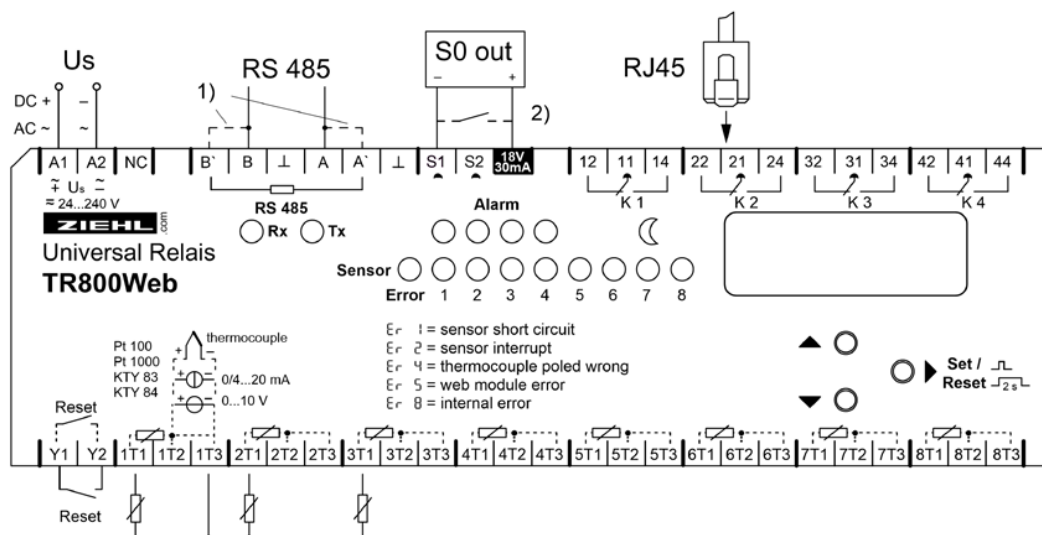 Us
RS 485
S0 out
RJ45
− +
DC + −
AC ~ ~
1)
2)
A1 A2 NC B` B ⊥ A A` ⊥ S1 S2 18V 30mA 12 11 14 22 21 24 32 31 34 42 41 44
≂ Us ≂
+ −
≂ 24...240 V
K 1 K 2 K 3 K 4
RS 485
Rx Tx
Alarm
ZIEHL .com
Universal Relais
TR800Web
Sensor
Error 1 2 3 4 5 6 7 8
thermocouple
+ −
Pt 100
Pt 1000
KTY 83
KTY 84
+ − 0/4...20 mA
+ − 0...10 V
Er 1 = sensor short circuit
Er 2 = sensor interrupt
Er 4 = thermocouple poled wrong
Er 5 = web module error
Er 8 = internal error
Set /
Reset 2 s
Reset
Y1 Y2 1T1 1T2 1T3 2T1 2T2 2T3 3T1 3T2 3T3 4T1 4T2 4T3 5T1 5T2 5T3 6T1 6T2 6T3 7T1 7T2 7T3 8T1 8T2 8T3
Reset